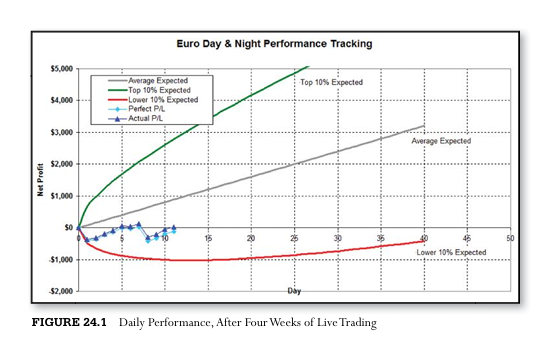 Euro Day & Night Performance Tracking
$5,000
$4,000
$3,000
$2,000
$1,000
$0
-$1,000
-$2,000
Net Profit
Average Expected
Top 10% Expected
Lower 10% Expected
Perfect P/L
Actual P/L
Top 10% Expected
Average Expected
Lower 10% Expected
0 5 10 15 20 25 30 35 40 45 50
Day
FIGURE 24.1 Daily Performance, After Four Weeks of Live Trading